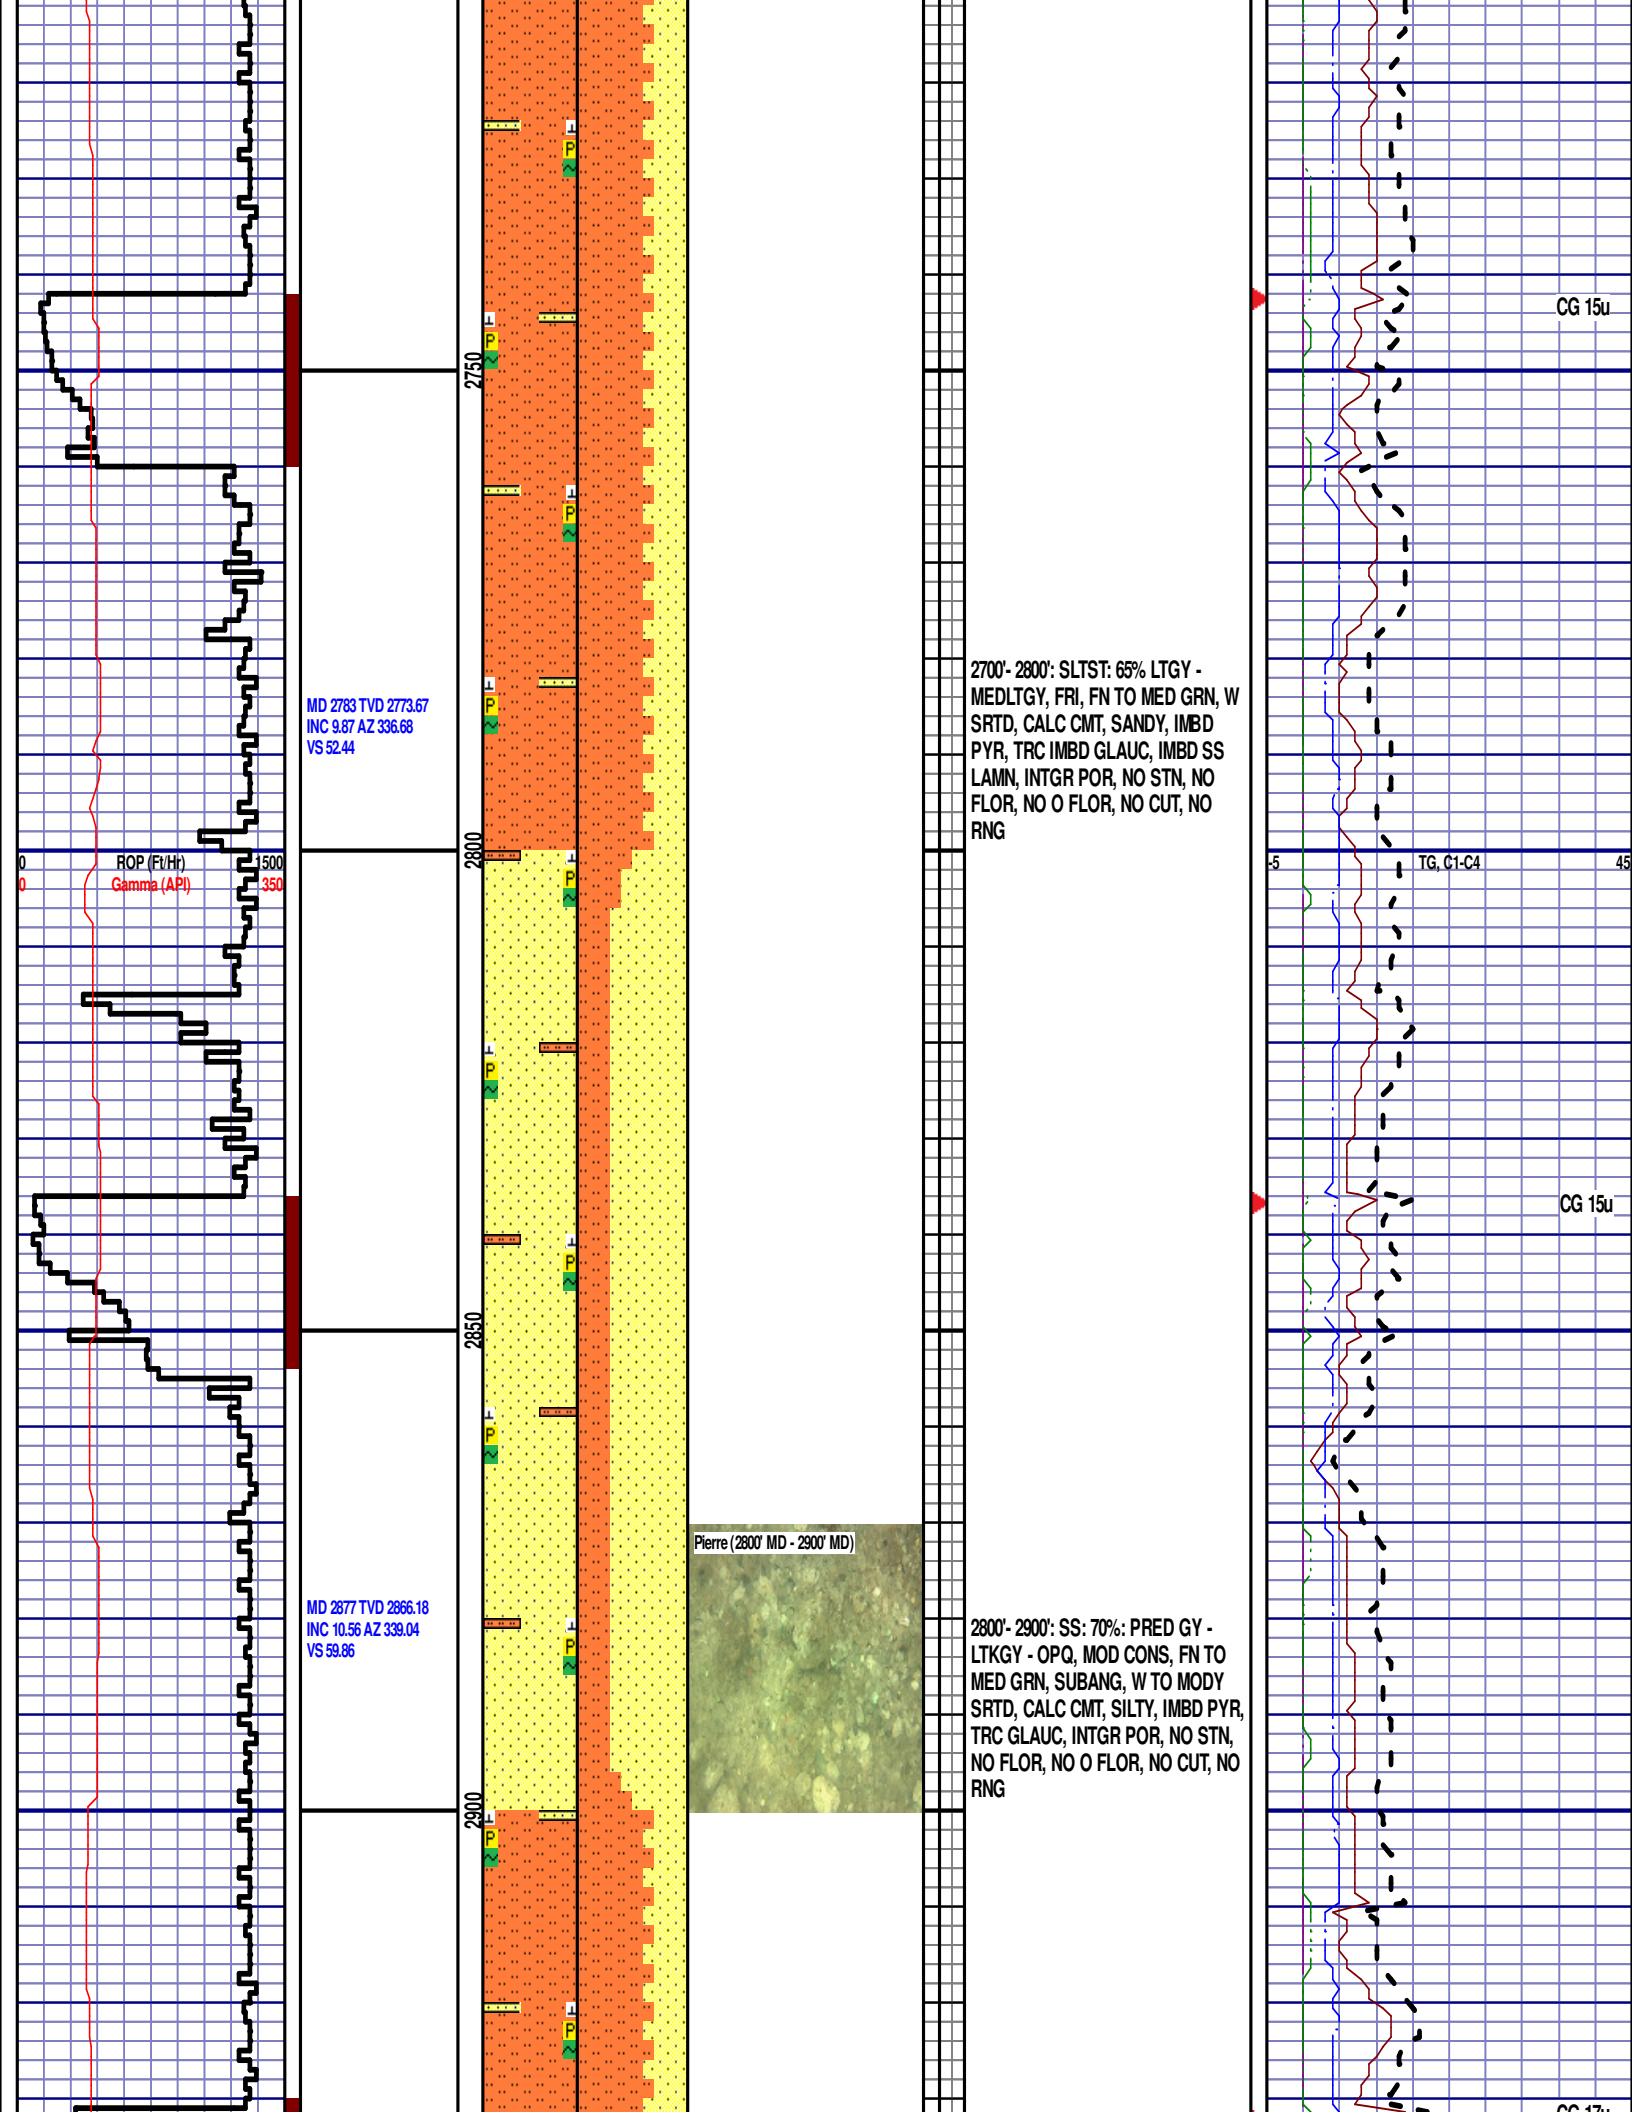 CG 15u
2750
2700'- 2800': SLTST: 65% LTGY -
MEDLTGY, FRI, FN TO MED GRN, W
SRTD, CALC CMT, SANDY, IMBD
PYR, TRC IMBD GLAUC, IMBD SS
LAMN, INTGR POR, NO STN, NO
FLOR, NO O FLOR, NO CUT, NO
RNG
MD 2783 TVD 2773.67
INC 9.87 AZ 336.68
VS 52.44
2800
0 ROP (Ft/Hr) 1500
0 Gamma (API) 350
-5 TG, C1-C4 45
CG 15u
2850
Pierre (2800' MD - 2900' MD)
MD 2877 TVD 2866.18
INC 10.56 AZ 339.04
VS 59.86
2800'- 2900': SS: 70%: PRED GY -
LTKGY - OPQ, MOD CONS, FN TO
MED GRN, SUBANG, W TO MODY
SRTD, CALC CMT, SILTY, IMBD PYR,
TRC GLAUC, INTGR POR, NO STN,
NO FLOR, NO O FLOR, NO CUT, NO
RNG
2900
P
P
P
P
P
P
P
P
P
P
P